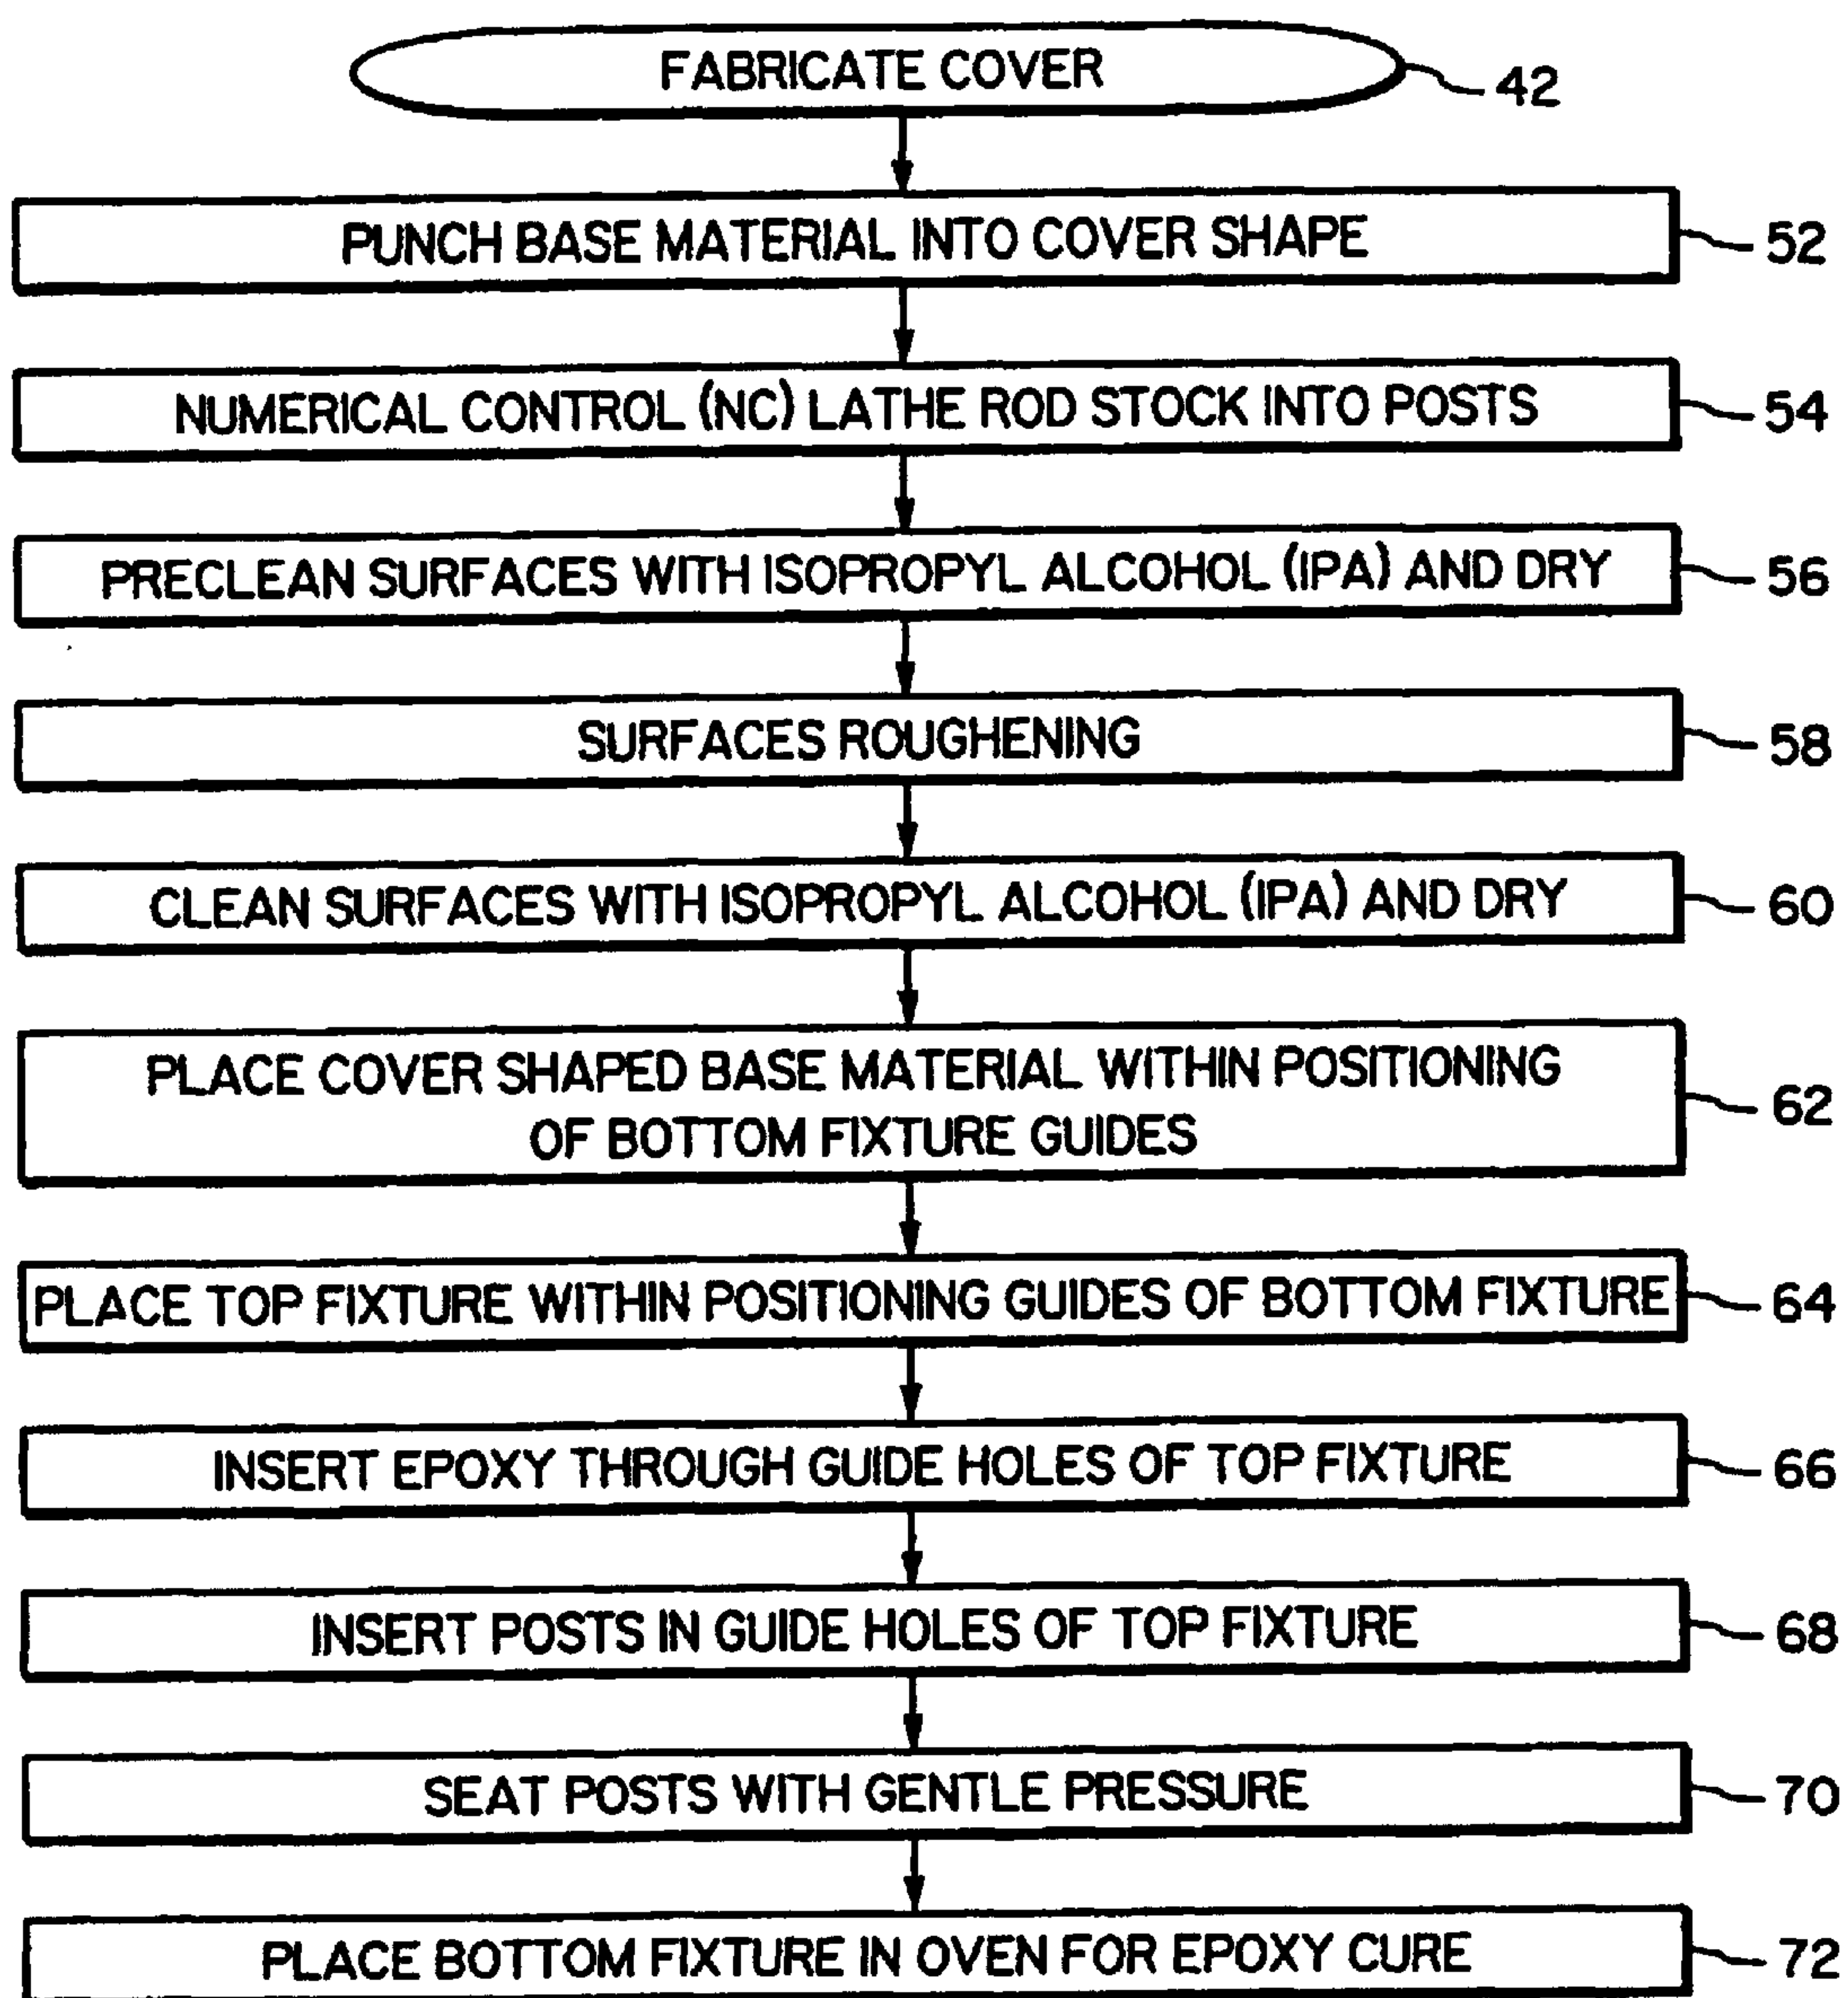 FABRICATE COVER 42
PUNCH BASE MATERIAL INTO COVER SHAPE 52
NUMERICAL CONTROL (NC) LATHE ROD STOCK INTO POSTS 54
PRECLEAN SURFACES WITH ISOPROPYL ALCOHOL (IPA) AND DRY 56
SURFACES ROUGHENING 58
CLEAN SURFACES WITH ISOPROPYL ALCOHOL (IPA) AND DRY 60
PLACE COVER SHAPED BASE MATERIAL WITHIN POSITIONING
OF BOTTOM FIXTURE GUIDES 62
PLACE TOP FIXTURE WITHIN POSITIONING GUIDES OF BOTTOM FIXTURE 64
INSERT EPOXY THROUGH GUIDE HOLES OF TOP FIXTURE 66
INSERT POSTS IN GUIDE HOLES OF TOP FIXTURE 68
SEAT POSTS WITH GENTLE PRESSURE 70
PLACE BOTTOM FIXTURE IN OVEN FOR EPOXY CURE 72